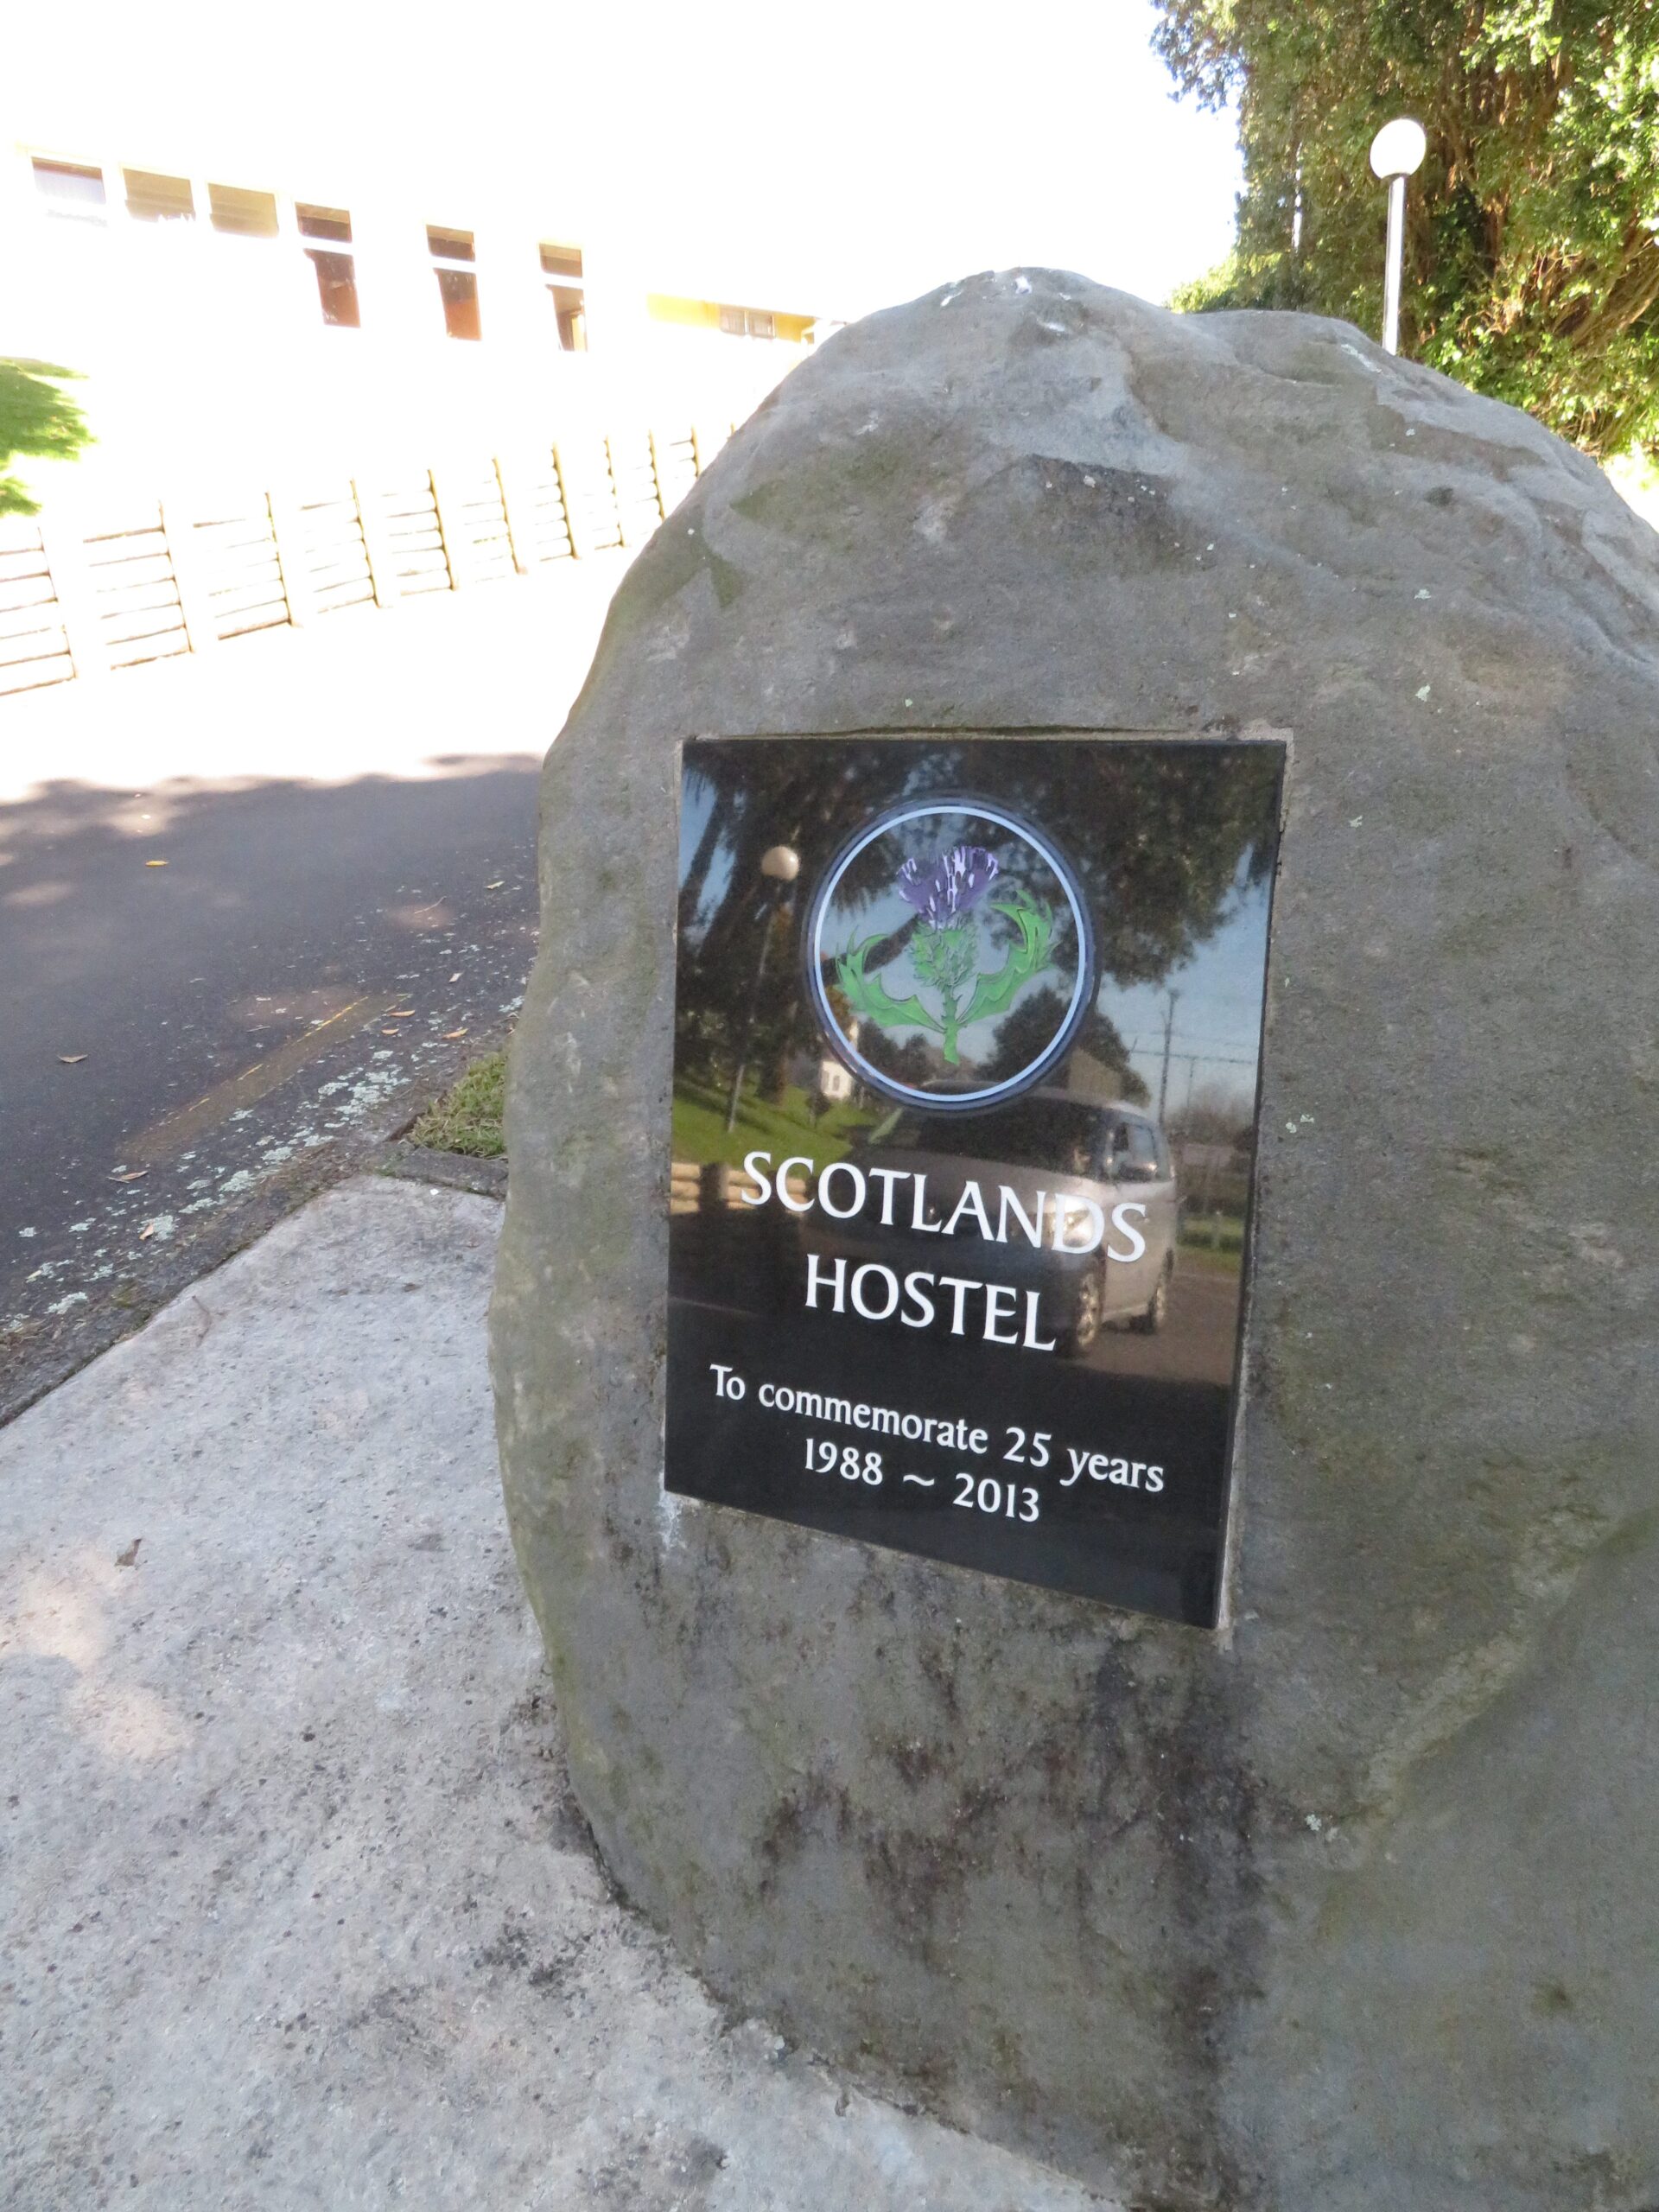 SCOTLANDS
HOSTEL
To commemorate 25 years
1988 ~ 2013